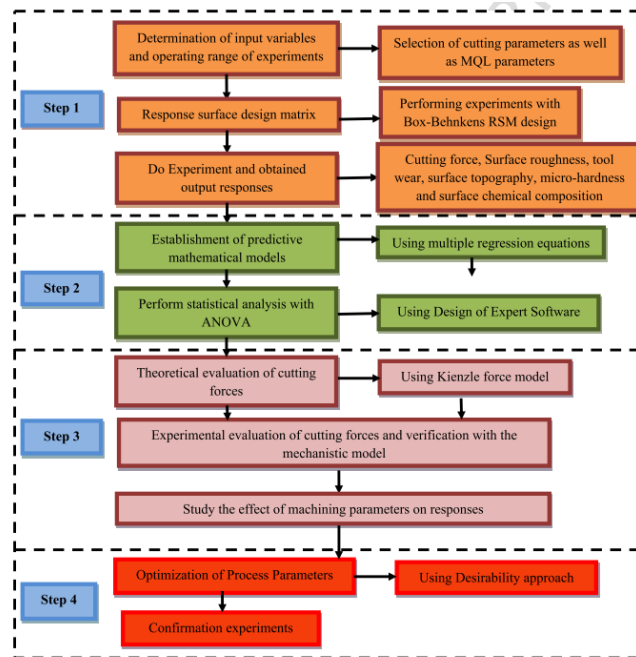 Determination of input variables
and operating range of experiments
Selection of cutting parameters as well
as MQL parameters
Step 1
Response surface design matrix
Performing experiments with
Box-Behnkens RSM design
Do Experiment and obtained
output responses
Cutting force, Surface roughness, tool
wear, surface topography, micro-hardness
and surface chemical composition
Establishment of predictive
mathematical models
Using multiple regression equations
Step 2
Perform statistical analysis with
ANOVA
Using Design of Expert Software
Theoretical evaluation of cutting
forces
Using Kienzle force model
Step 3
Experimental evaluation of cutting forces and verification with the
mechanistic model
Study the effect of machining parameters on responses
Optimization of Process Parameters
Using Desirability approach
Step 4
Confirmation experiments